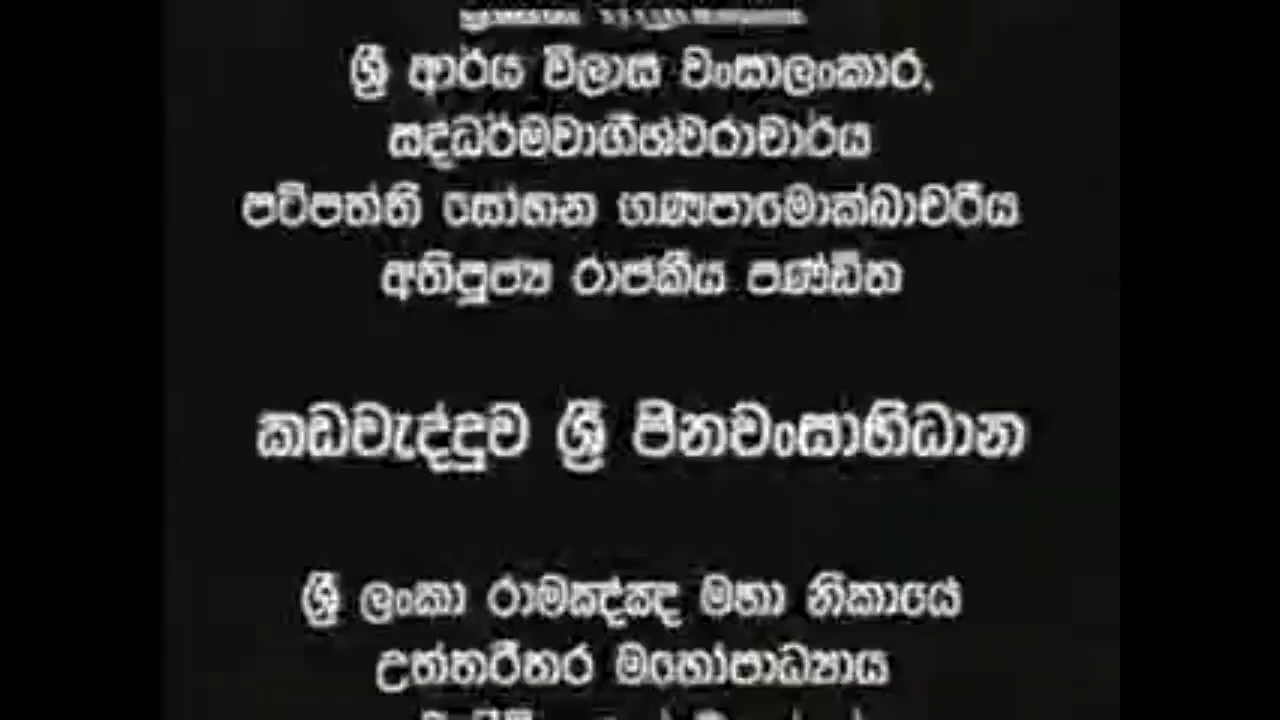 ශ්‍රී ආර්ය විලාස වංසාලංකාර,
සද්ධර්මවාගීශ්වරාචාර්ය
පටිපත්ති සෝභන ගණපාමොක්ඛාචරිය
අතිපූජ්‍ය රාජකීය පණ්ඩිත
කඩවැද්දූව ශ්‍රී ජිනවංසාභිධාන
ශ්‍රී ලංකා රාමඤ්ඤ මහා නිකායේ
උත්තරීතර මහෝපාධ්‍යාය